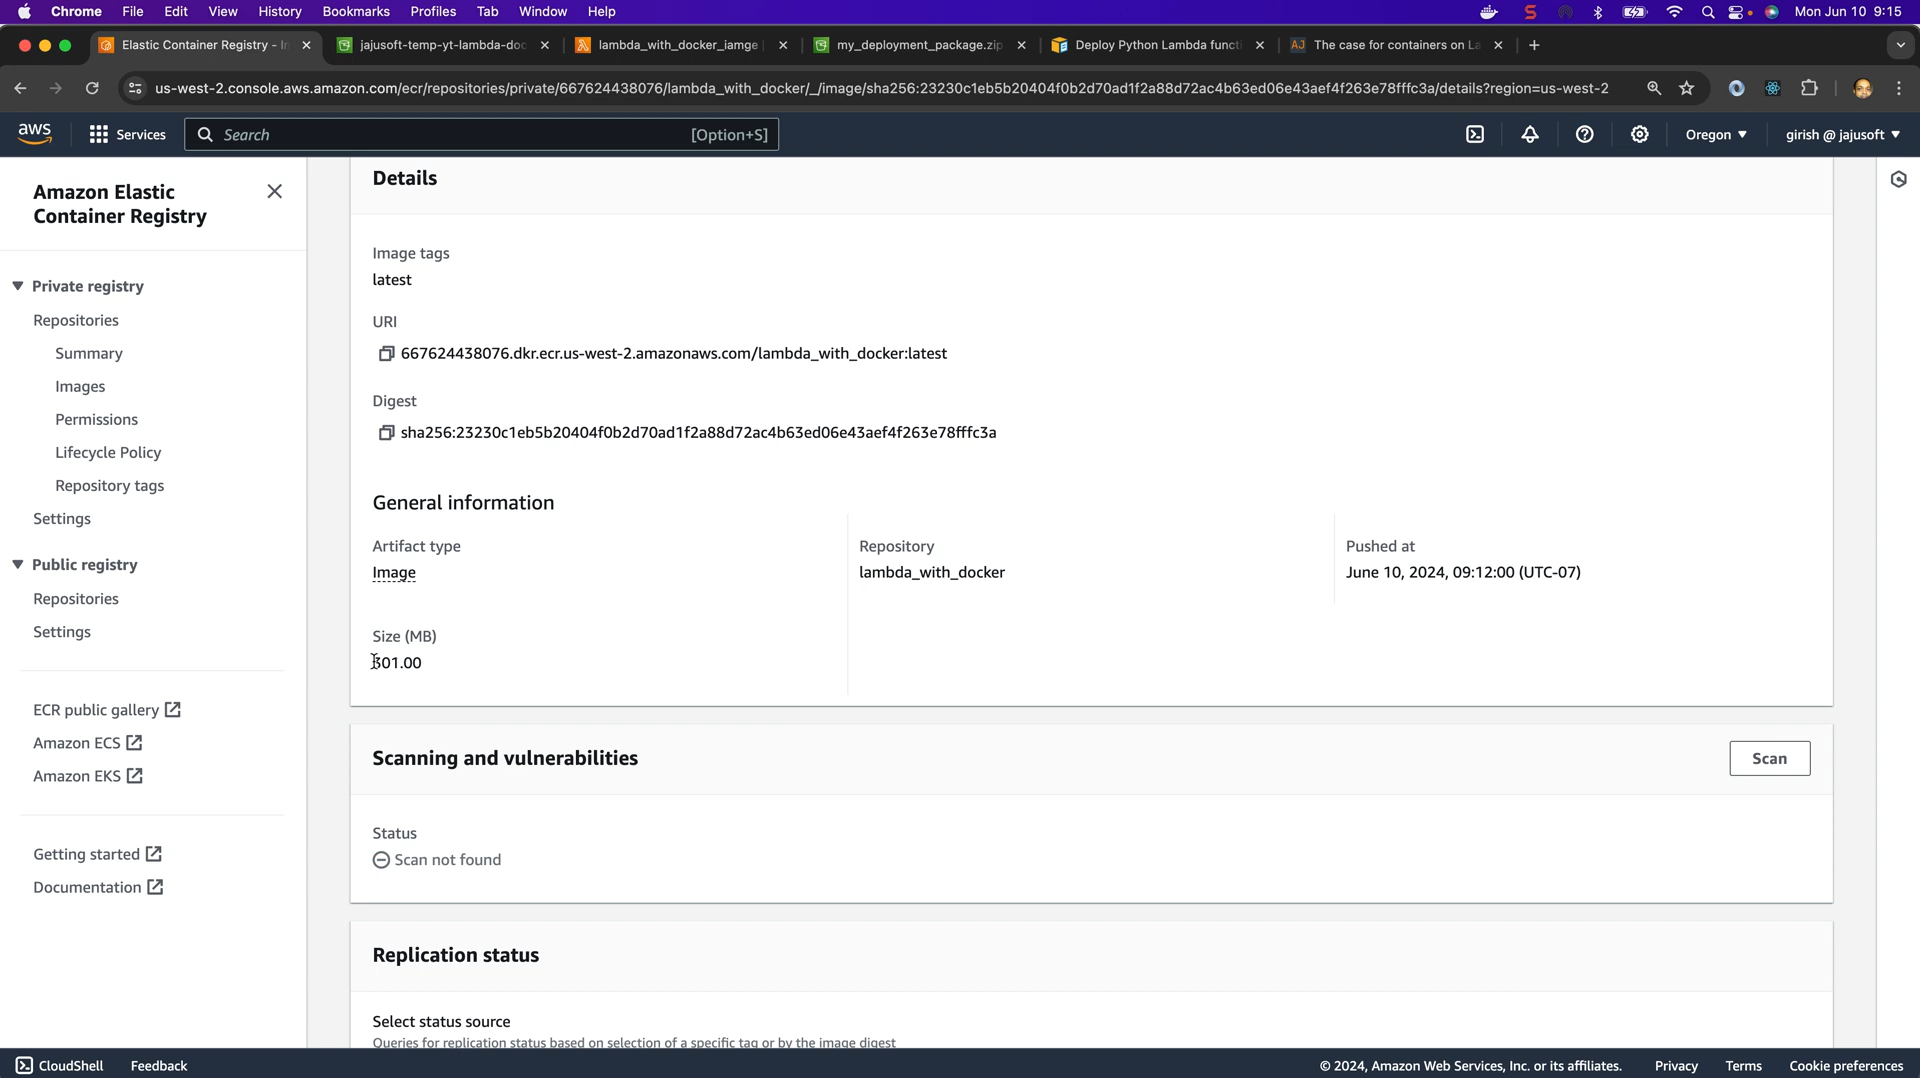 Chrome File Edit View History Bookmarks Profiles Tab Window Help Mon Jun 10 9:15
Elastic Container Registry - jajusoft-temp-yt-lambda-doc lambda_with_docker_iamge my_deployment_package.zip Deploy Python Lambda functi The case for containers on La
us-west-2.console.aws.amazon.com/ecr/repositories/private/667624438076/lambda_with_docker/_/image/sha256:23230c1eb5b20404f0b2d70ad1f2a88d72ac4b63ed06e43aef4f263e78fffc3a/details?region=us-west-2
aws Services Search [Option+S] Oregon girish @ jajusoft
Amazon Elastic
Container Registry
Private registry
Repositories
Summary
Images
Permissions
Lifecycle Policy
Repository tags
Settings
Public registry
Repositories
Settings
ECR public gallery
Amazon ECS
Amazon EKS
Getting started
Documentation
Details
Image tags
latest
URI
667624438076.dkr.ecr.us-west-2.amazonaws.com/lambda_with_docker:latest
Digest
sha256:23230c1eb5b20404f0b2d70ad1f2a88d72ac4b63ed06e43aef4f263e78fffc3a
General information
Artifact type
Image
Repository
lambda_with_docker
Pushed at
June 10, 2024, 09:12:00 (UTC-07)
Size (MB)
301.00
Scanning and vulnerabilities
Scan
Status
Scan not found
Replication status
Select status source
Queries for replication status based on selection of a specific tag or by the image digest
CloudShell Feedback © 2024, Amazon Web Services, Inc. or its affiliates. Privacy Terms Cookie preferences